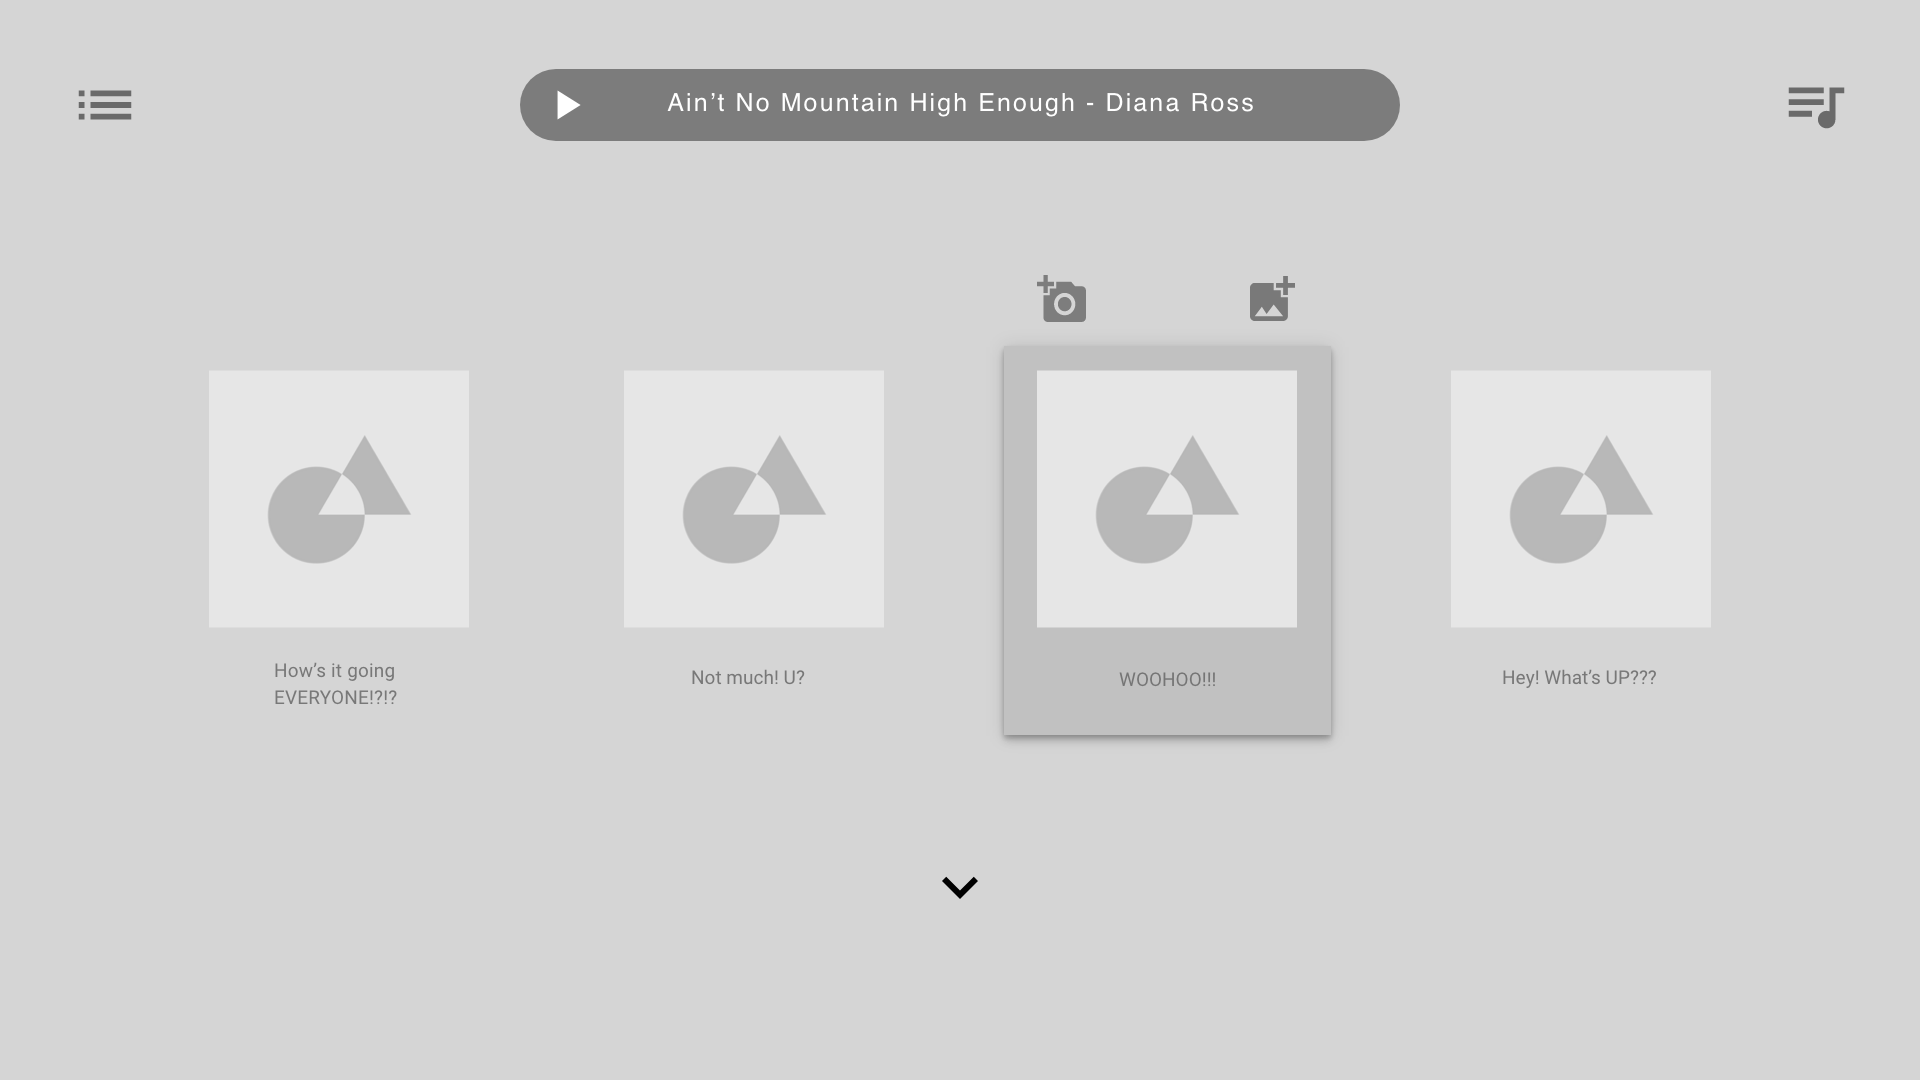 Ain’t No Mountain High Enough - Diana Ross
How’s it going
EVERYONE!?!?
Not much! U?
WOOHOO!!!
Hey! What’s UP???